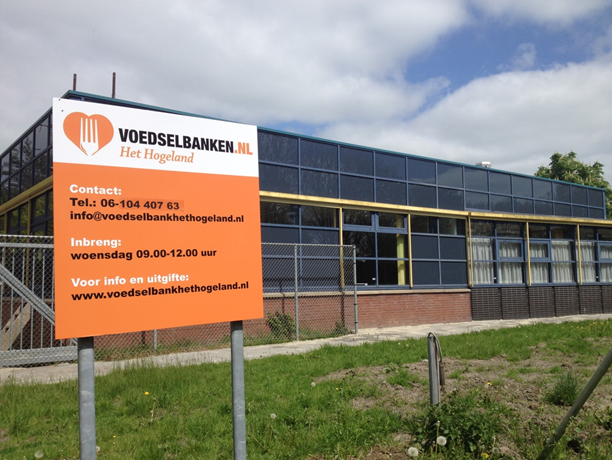 VOEDSELBANKEN.NL
Het Hogeland
Contact:
Tel.: 06-104 407 63
info@voedselbankhethogeland.nl
Inbreng:
woensdag 09.00-12.00 uur
Voor info en uitgifte:
www.voedselbankhethogeland.nl